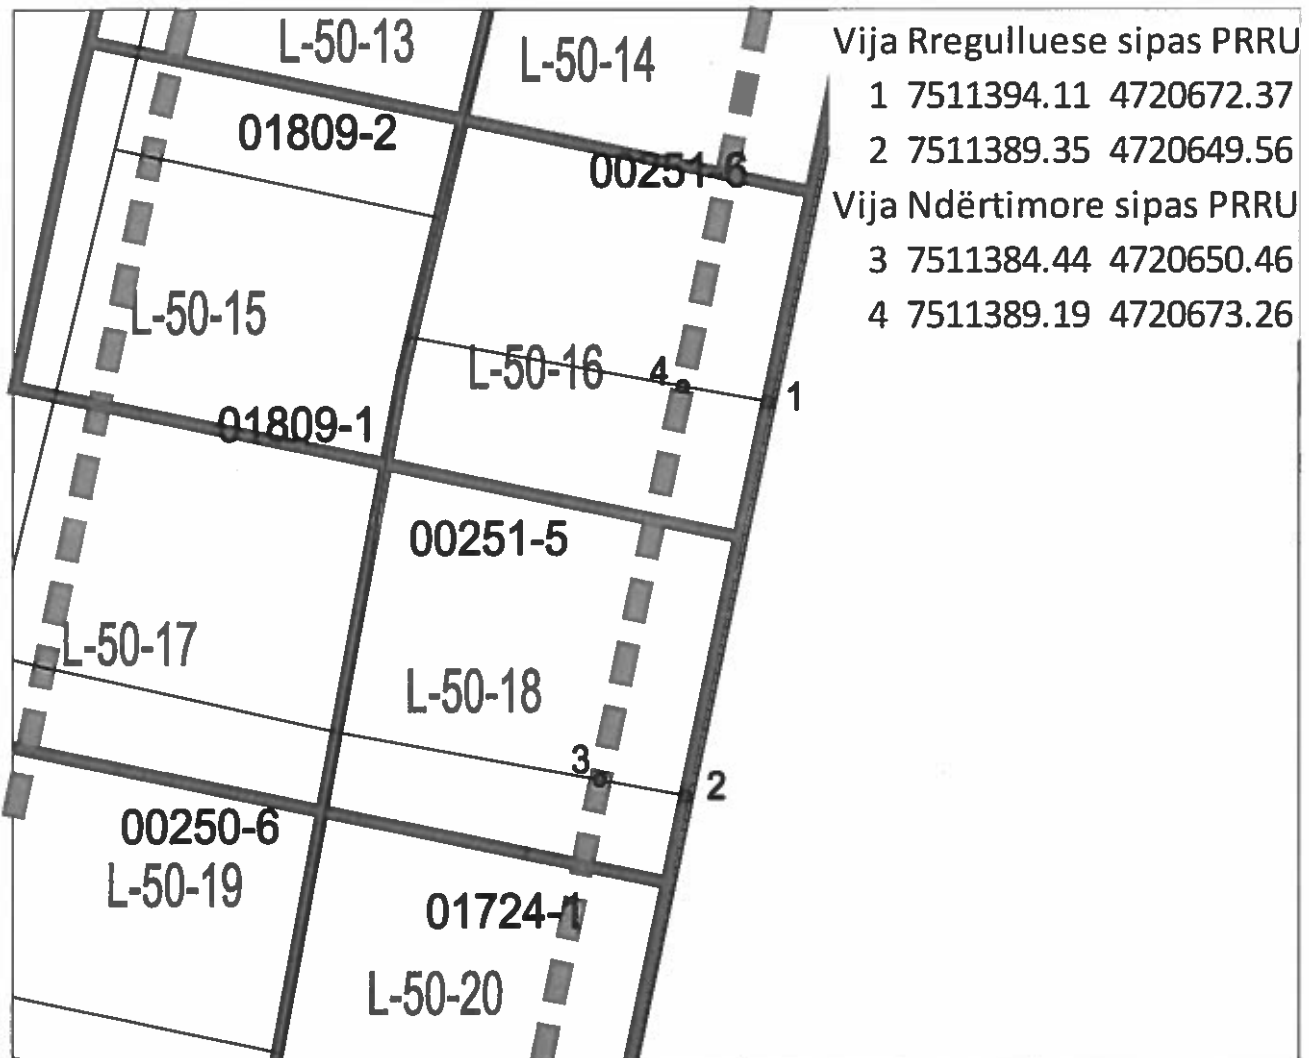 Vija Rregulluese sipas PRRU
1 7511394.11 4720672.37
2 7511389.35 4720649.56
Vija Ndërtimore sipas PRRU
3 7511384.44 4720650.46
4 7511389.19 4720673.26
L-50-13
L-50-14
01809-2
00251-6
L-50-15
L-50-16
4
1
01809-1
00251-5
L-50-17
L-50-18
3
2
00250-6
L-50-19
01724-1
L-50-20